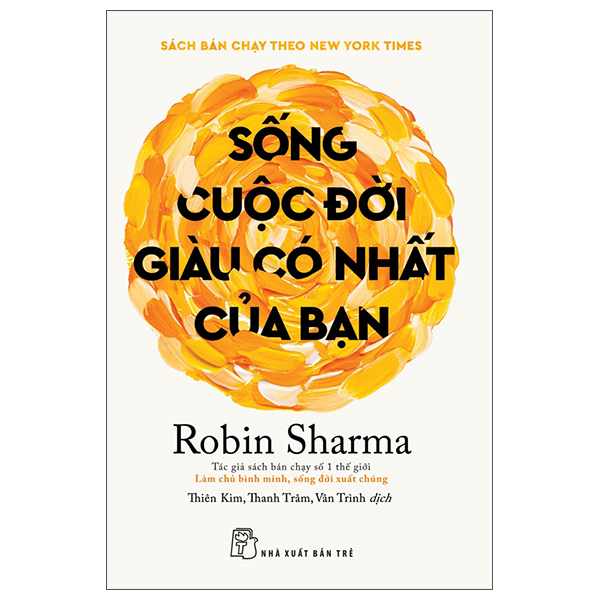 SÁCH BÁN CHẠY THEO NEW YORK TIMES
SỐNG
CUỘC ĐỜI
GIÀU CÓ NHẤT
CỦA BẠN
Robin Sharma
Tác giả sách bán chạy số 1 thế giới
Làm chủ bình minh, sống đời xuất chúng
Thiên Kim, Thanh Trâm, Vân Trình dịch
T
NHÀ XUẤT BẢN TRẺ